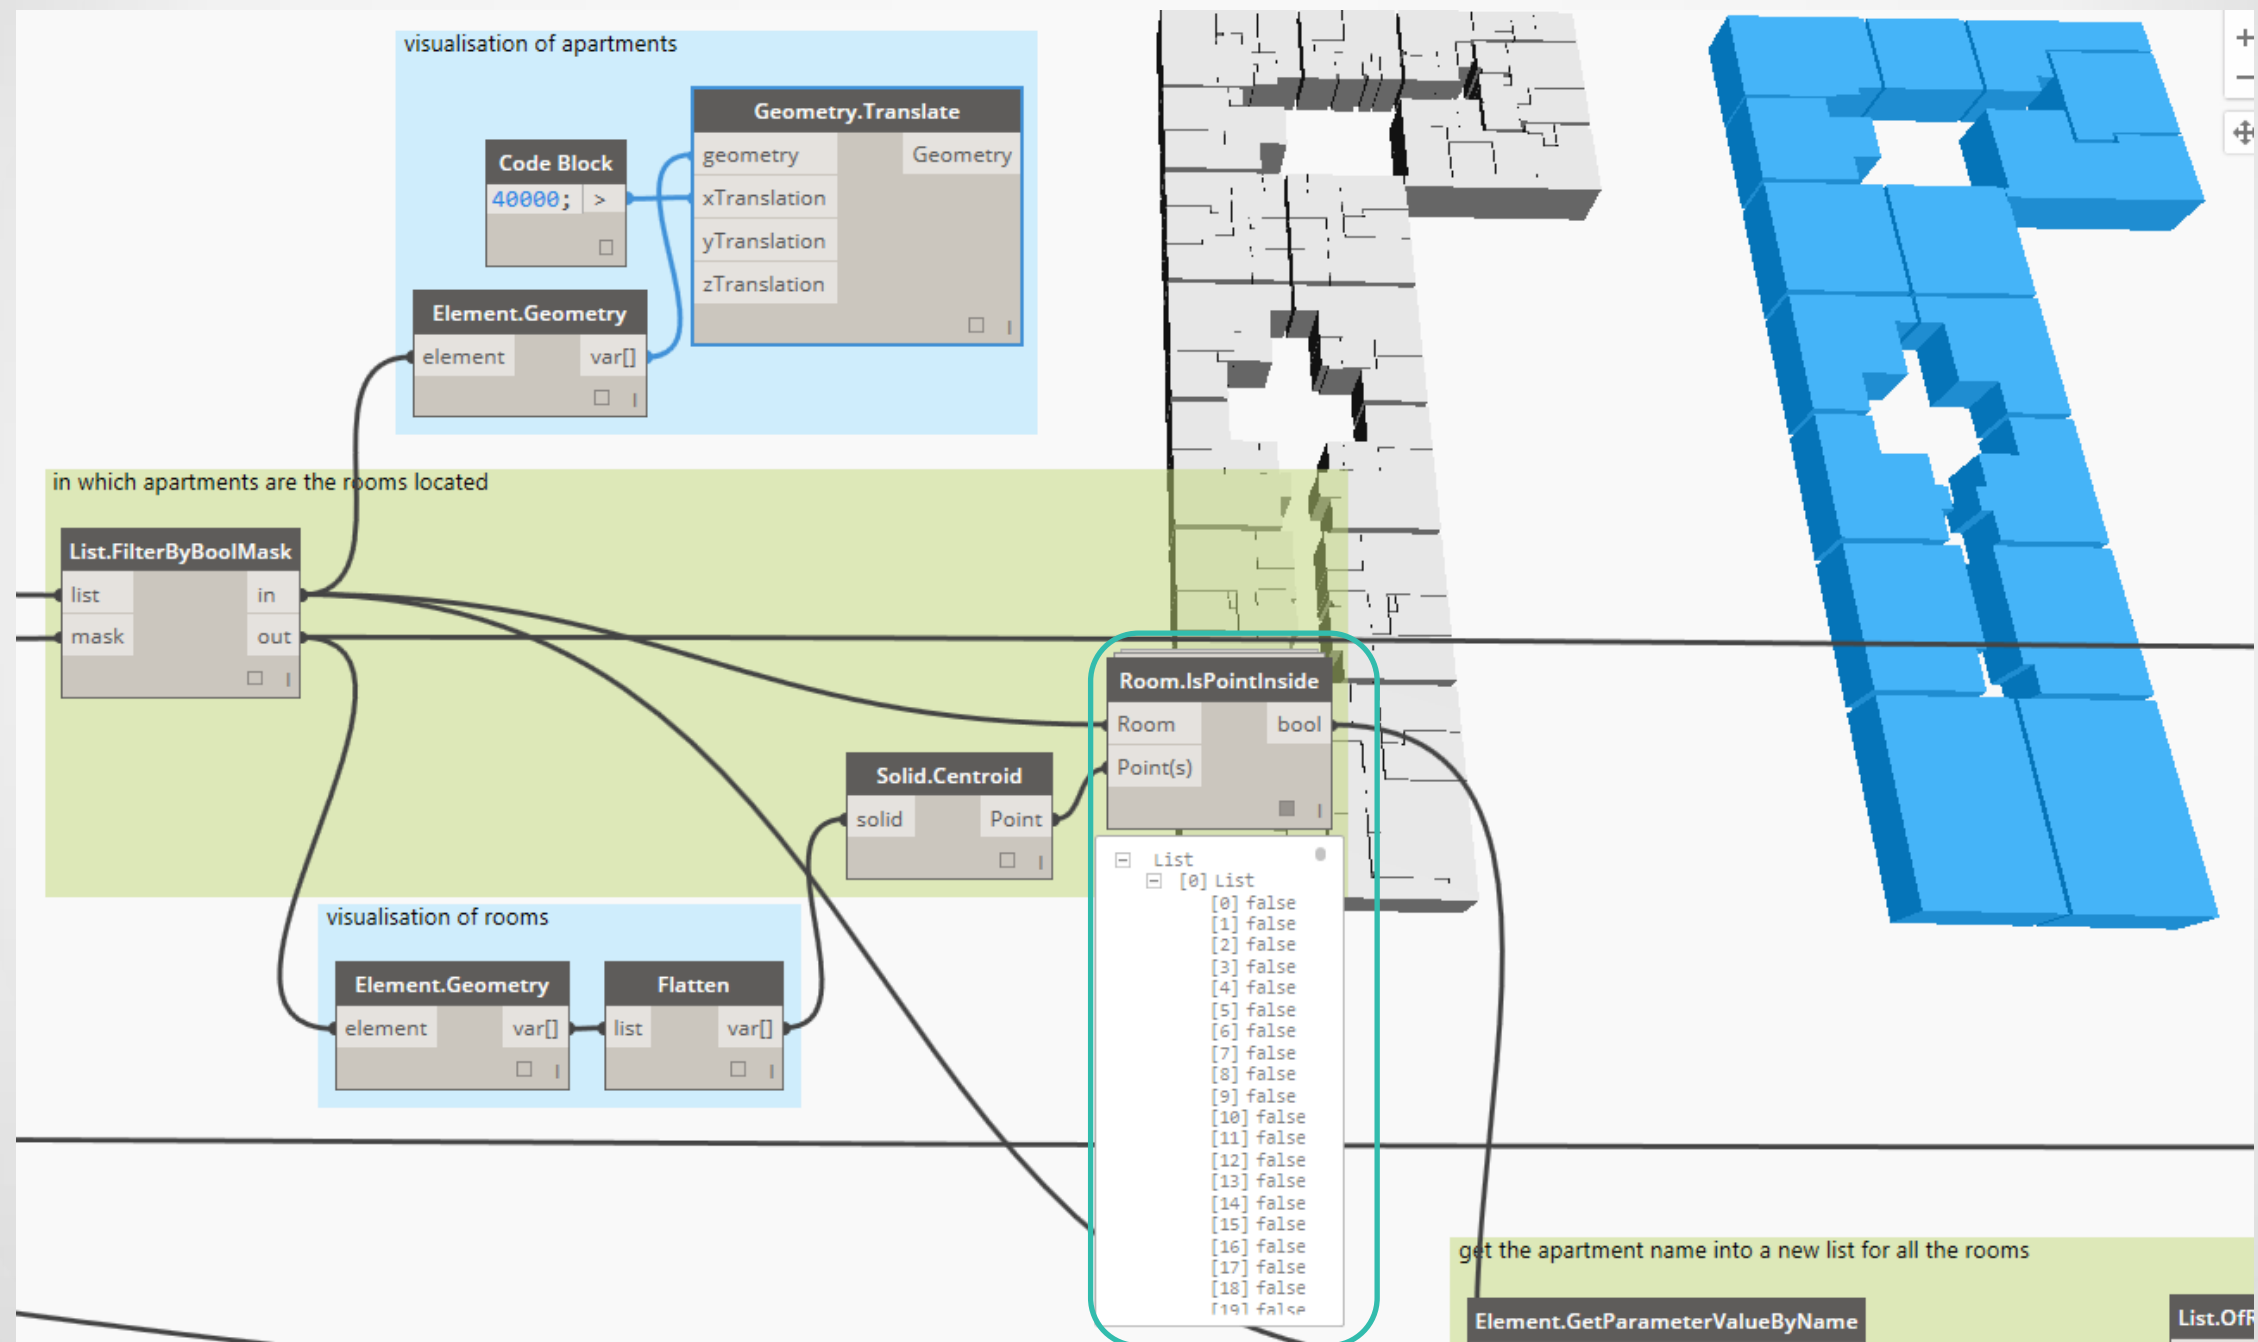 visualisation of apartments
Geometry.Translate
geometry
Geometry
xTranslation
yTranslation
zTranslation
Code Block
40000;
>
Element.Geometry
element
var[]
in which apartments are the rooms located
List.FilterByBoolMask
list
in
mask
out
Room.IsPointInside
Room
bool
Point(s)
Solid.Centroid
solid
Point
List
[0] List
[0] false
[1] false
[2] false
[3] false
[4] false
[5] false
[6] false
[7] false
[8] false
[9] false
[10] false
[11] false
[12] false
[13] false
[14] false
[15] false
[16] false
[17] false
[18] false
[19] false
visualisation of rooms
Element.Geometry
element
var[]
Flatten
list
var[]
get the apartment name into a new list for all the rooms
Element.GetParameterValueByName
List.OfR